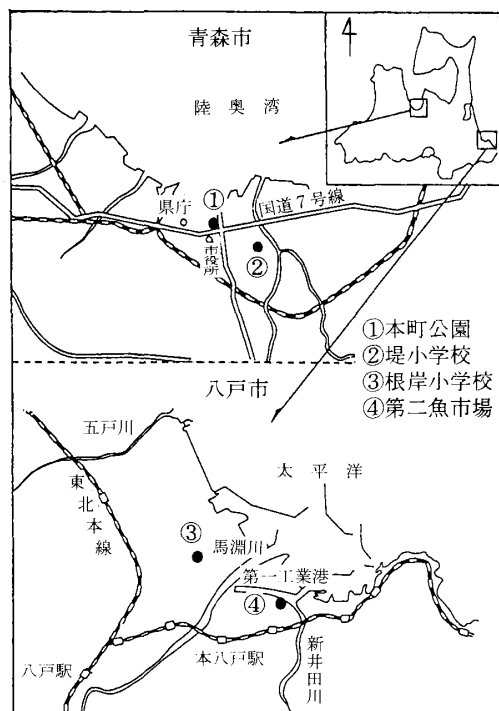 青森市
4
陸奥湾
県庁
①
国道7号線
市役所
②
①本町公園
②堤小学校
③根岸小学校
④第二魚市場
八戸市
五戸川
太平洋
東北本線
③
馬淵川
第一工業港
④
八戸駅
本八戸駅
新井田川